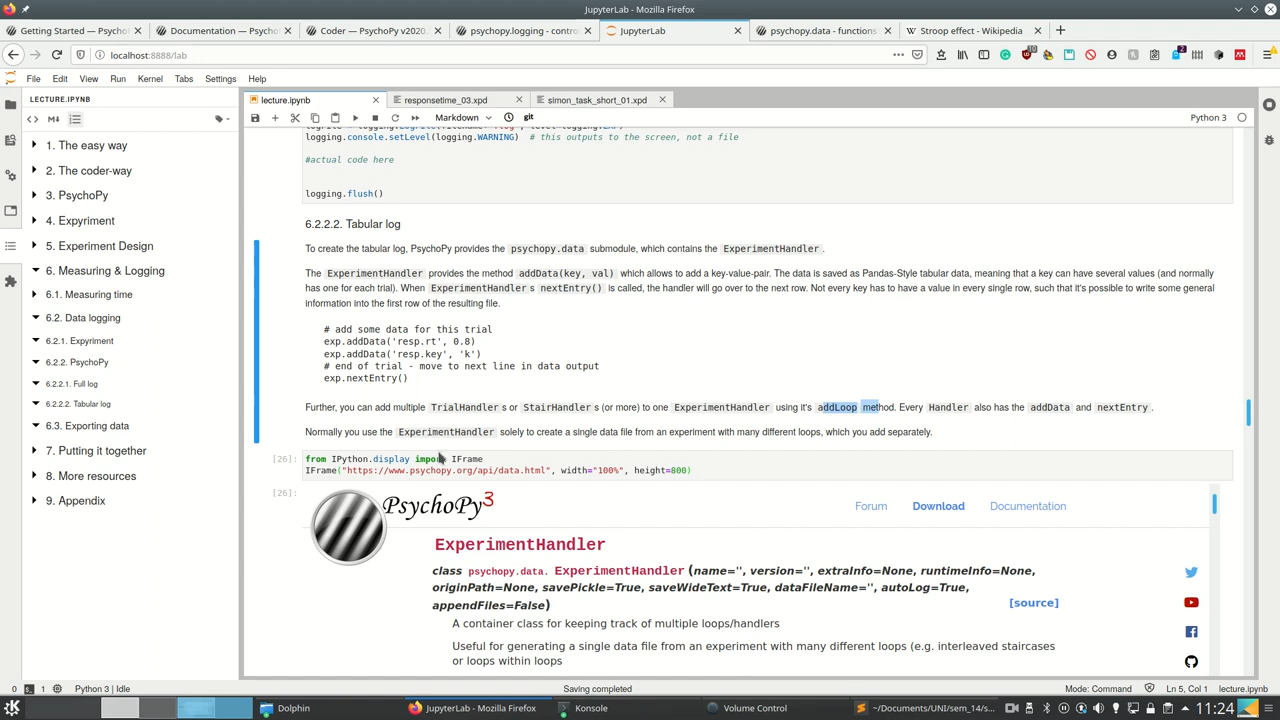 JupyterLab - Mozilla Firefox
Getting Started — PsychoP
Documentation — PsychoP
Coder — PsychoPy v2020.
psychopy.logging - contro
JupyterLab
psychopy.data - functions
Stroop effect - Wikipedia
localhost:8888/lab
File Edit View Run Kernel Tabs Settings Help
LECTURE.IPYNB
lecture.ipynb
responsetime_03.xpd
simon_task_short_01.xpd
Markdown
git
Python 3
1. The easy way
2. The coder-way
3. PsychoPy
4. Expyriment
5. Experiment Design
6. Measuring & Logging
6.1. Measuring time
6.2. Data logging
6.2.1. Expyriment
6.2.2. PsychoPy
6.2.2.1. Full log
6.2.2.2. Tabular log
6.3. Exporting data
7. Putting it together
8. More resources
9. Appendix
logging.console.setLevel(logging.WARNING)  # this outputs to the screen, not a file
#actual code here
logging.flush()
6.2.2.2. Tabular log
To create the tabular log, PsychoPy provides the psychopy.data submodule, which contains the ExperimentHandler.
The ExperimentHandler provides the method addData(key, val) which allows to add a key-value-pair. The data is saved as Pandas-Style tabular data, meaning that a key can have several values (and normally
has one for each trial). When ExperimentHandler s nextEntry() is called, the handler will go over to the next row. Not every key has to have a value in every single row, such that it's possible to write some general
information into the first row of the resulting file.
# add some data for this trial
exp.addData('resp.rt', 0.8)
exp.addData('resp.key', 'k')
# end of trial - move to next line in data output
exp.nextEntry()
Further, you can add multiple TrialHandler s or StairHandler s (or more) to one ExperimentHandler using it's addLoop method. Every Handler also has the addData and nextEntry.
Normally you use the ExperimentHandler solely to create a single data file from an experiment with many different loops, which you add separately.
[26]:
from IPython.display import IFrame
IFrame("https://www.psychopy.org/api/data.html", width="100%", height=800)
[26]:
PsychoPy3
Forum Download Documentation
ExperimentHandler
class psychopy.data. ExperimentHandler (name='', version='', extraInfo=None, runtimeInfo=None,
originPath=None, savePickle=True, saveWideText=True, dataFileName='', autoLog=True,
appendFiles=False)
[source]
A container class for keeping track of multiple loops/handlers
Useful for generating a single data file from an experiment with many different loops (e.g. interleaved staircases
or loops within loops
0 1 Python 3 | Idle
Saving completed
Mode: Command
Ln 5, Col 1
lecture.ipynb
Dolphin
JupyterLab - Mozilla Firefox
Konsole
Volume Control
~/Documents/UNI/sem_14/s
11:24